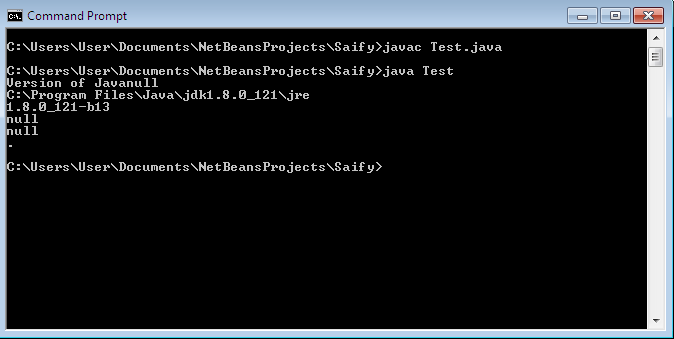 Command Prompt
C:\Users\User\Documents\NetBeansProjects\Saify>javac Test.java
C:\Users\User\Documents\NetBeansProjects\Saify>java Test
Version of Javanull
C:\Program Files\Java\jdk1.8.0_121\jre
1.8.0_121-b13
null
null
.
C:\Users\User\Documents\NetBeansProjects\Saify>